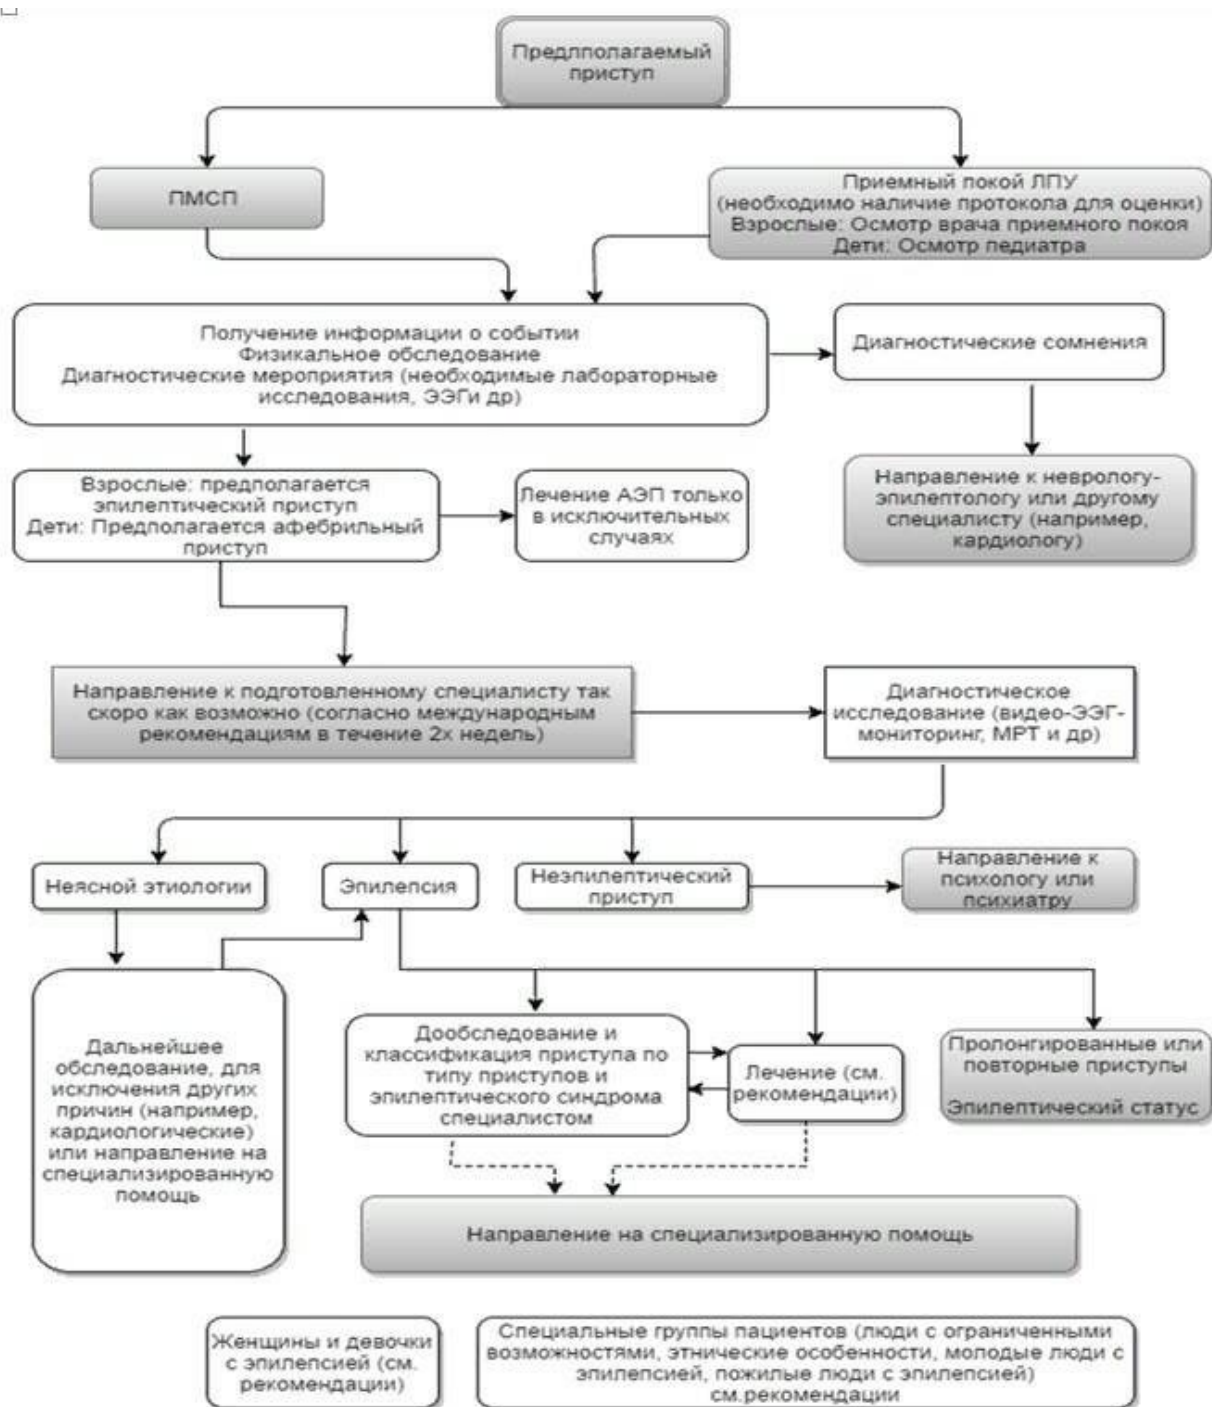 Предлполагаемый
приступ
ПМСП
Приемный покой ЛПУ
(необходимо наличие протокола для оценки)
Взрослые: Осмотр врача приемного покоя
Дети: Осмотр педиатра
Получение информации о событии
Физикальное обследование
Диагностические мероприятия (необходимые лабораторные
исследования, ЭЭГи др)
Диагностические сомнения
Направление к неврологу-
эпилептологу или другому
специалисту (например,
кардиологу)
Взрослые: предполагается
эпилептический приступ
Дети: Предполагается афебрильный
приступ
Лечение АЭП только
в исключительных
случаях
Направление к подготовленному специалисту так
скоро как возможно (согласно международным
рекомендациям в течение 2х недель)
Диагностическое
исследование (видео-ЭЭГ-
мониторинг, МРТ и др)
Неясной этиологии
Эпилепсия
Неэпилептический
приступ
Направление к
психологу или
психиатру
Дальнейшее
обследование, для
исключения других
причин (например,
кардиологические)
или направление на
специализированную
помощь
Дообследование и
классификация приступа по
типу приступов и
эпилептического синдрома
специалистом
Лечение (см.
рекомендации)
Пролонгированные или
повторные приступы
Эпилептический статус
Направление на специализированную помощь
Женщины и девочки
с эпилепсией (см.
рекомендации)
Специальные группы пациентов (люди с ограниченными
возможностями, этнические особенности, молодые люди с
эпилепсией, пожилые люди с эпилепсией)
см.рекомендации